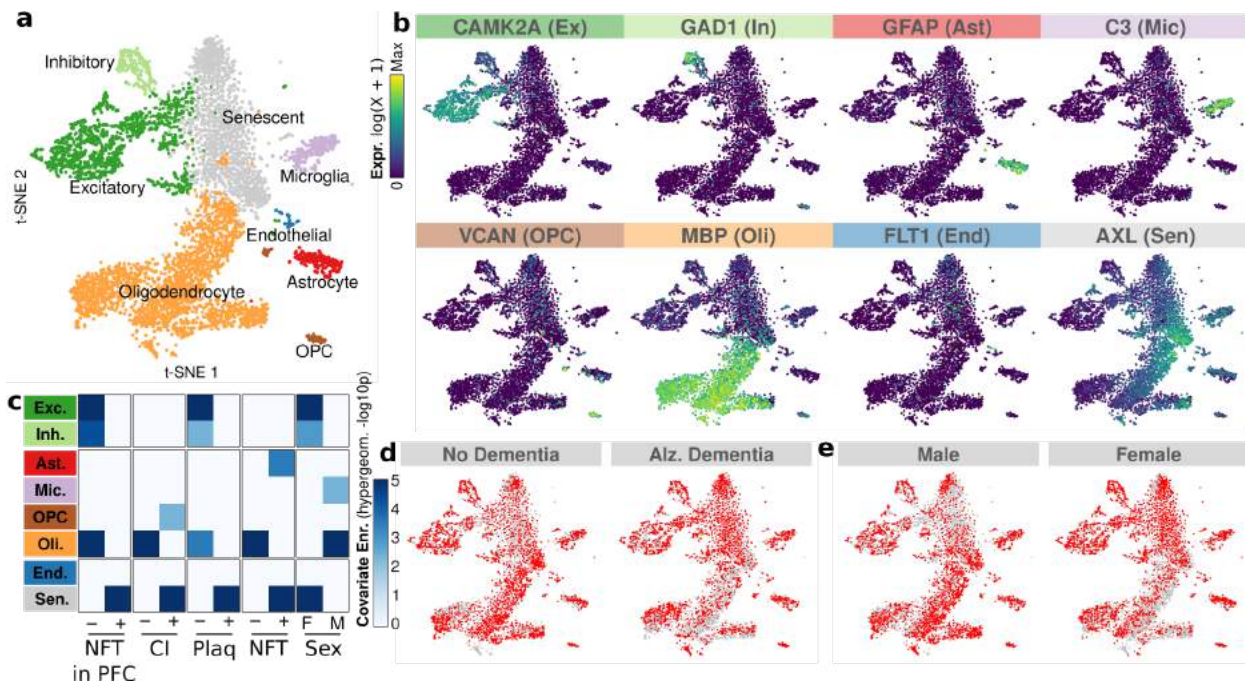 a
Inhibitory
Senescent
Microglia
Excitatory
Endothelial
Oligodendrocyte
Astrocyte
OPC
t-SNE 2
t-SNE 1
b
CAMK2A (Ex)
GAD1 (In)
GFAP (Ast)
C3 (Mic)
Expr. log(X + 1)
0
Max
VCAN (OPC)
MBP (Oli)
FLT1 (End)
AXL (Sen)
c
Exc.
Inh.
Ast.
Mic.
OPC
Oli.
End.
Sen.
− + − + − + − + F M
NFT CI Plaq NFT Sex
in PFC
Covariate Enr. (hypergeom. -log10p)
5
4
3
2
1
0
d
No Dementia
Alz. Dementia
e
Male
Female